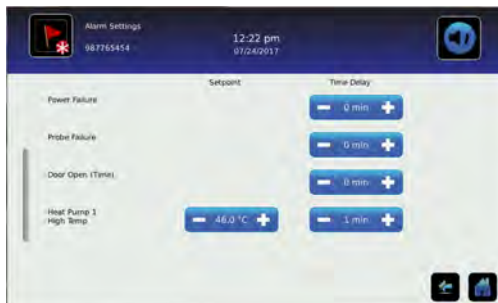 Alarm Settings
987765454
12:22 pm
07/24/2017
Setpoint
Time Delay
Power Failure
0 min
Probe Failure
0 min
Door Open (Time)
0 min
Heat Pump 1
High Temp
46.0 °C
1 min